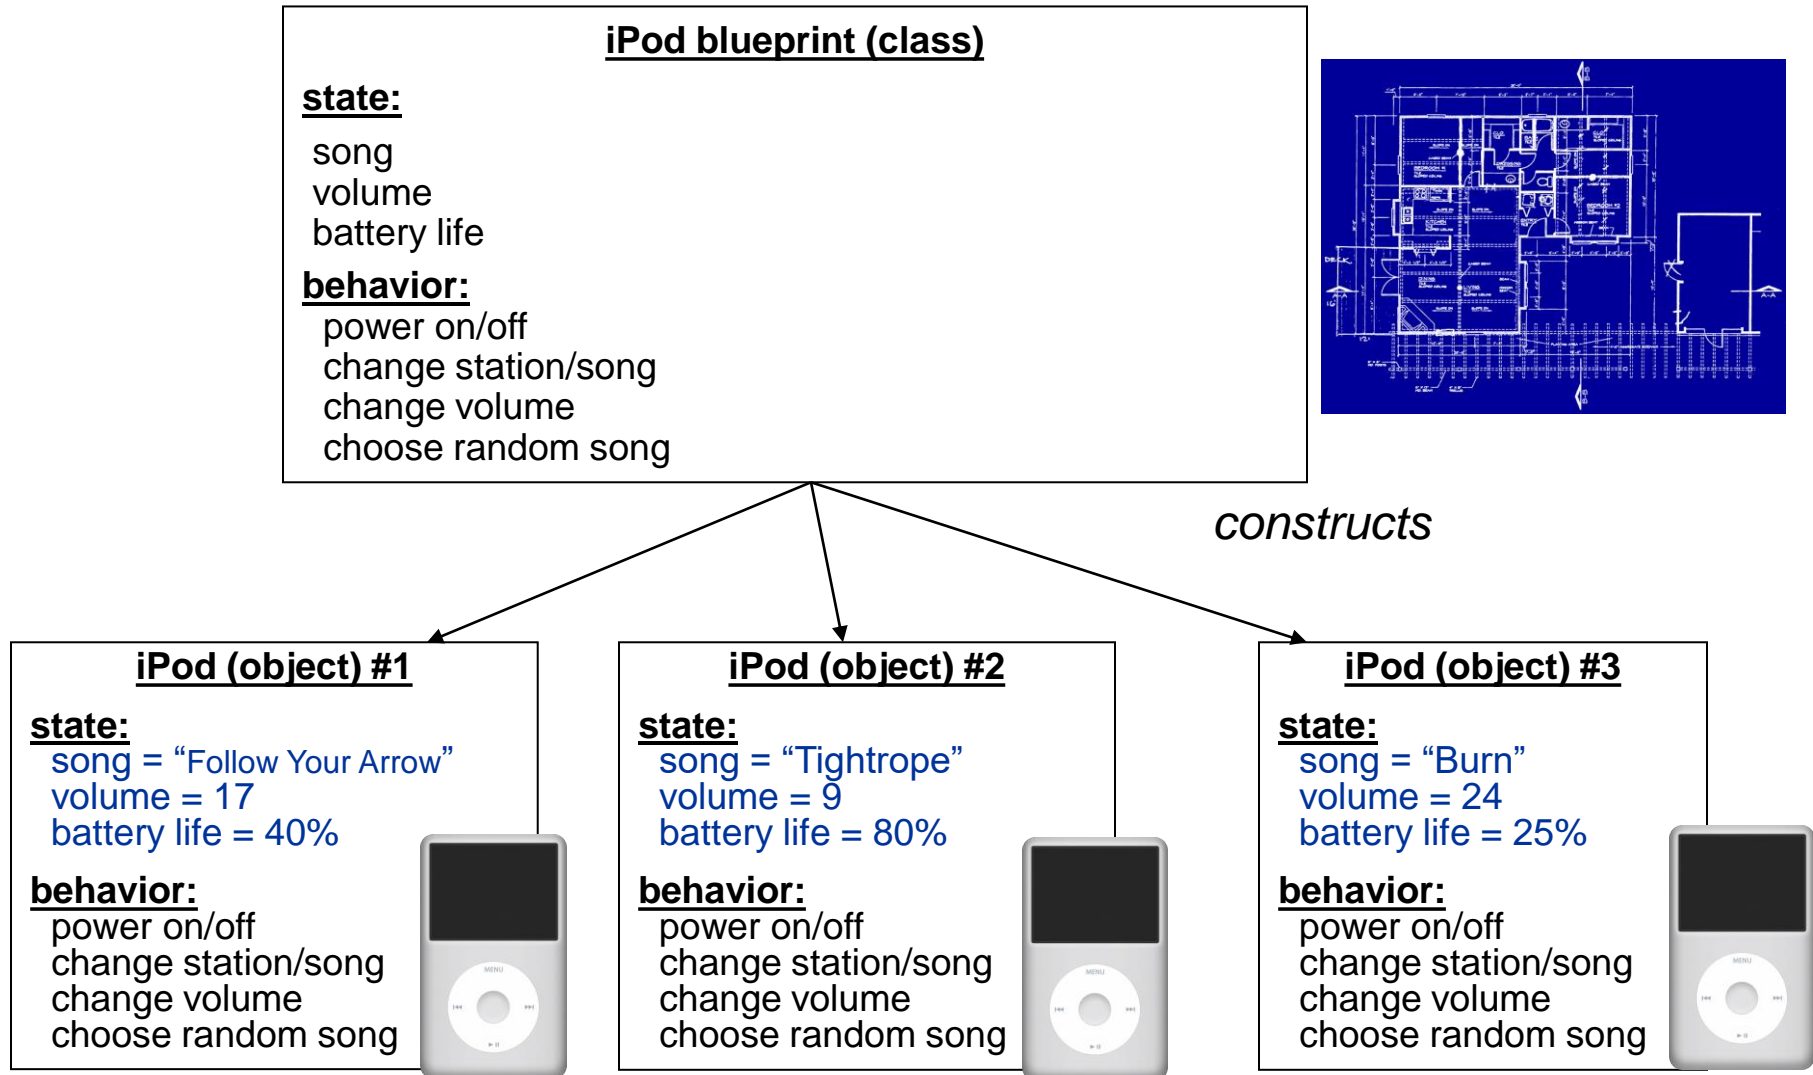 iPod blueprint (class)
state:
song
volume
battery life
behavior:
power on/off
change station/song
change volume
choose random song
constructs
iPod (object) #1
state:
song = “Follow Your Arrow”
volume = 17
battery life = 40%
behavior:
power on/off
change station/song
change volume
choose random song
MENU
iPod (object) #2
state:
song = “Tightrope”
volume = 9
battery life = 80%
behavior:
power on/off
change station/song
change volume
choose random song
MENU
iPod (object) #3
state:
song = “Burn”
volume = 24
battery life = 25%
behavior:
power on/off
change station/song
change volume
choose random song
MENU